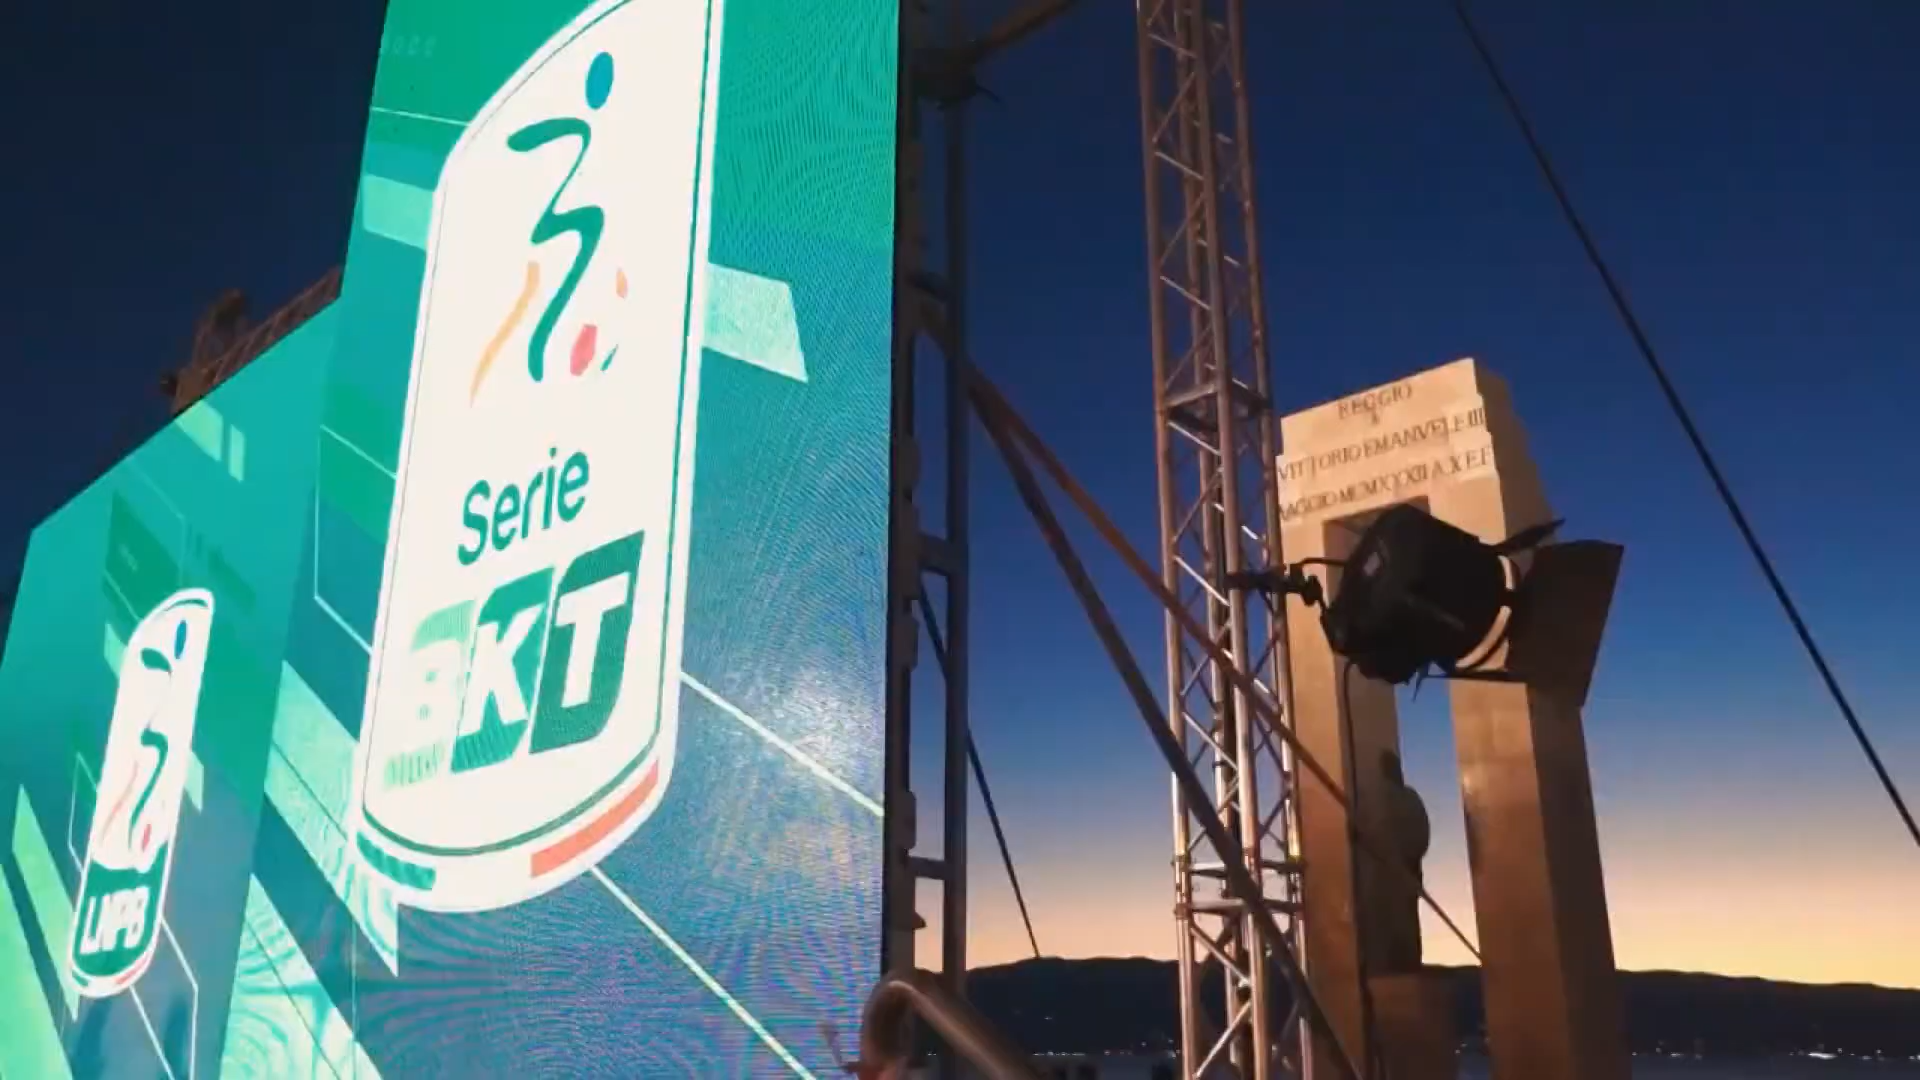 Serie
BKT
LNPB
REGGIO
A
VITTORIO EMANVELE III
MAGGIO MCMXXXII A.X E.F.